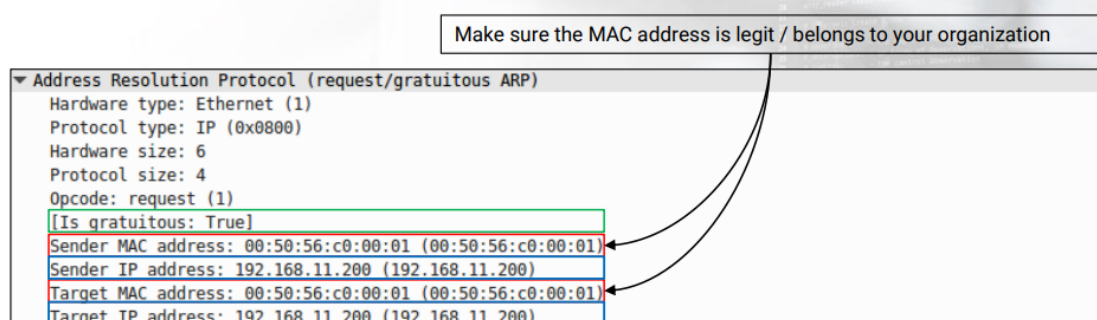 Make sure the MAC address is legit / belongs to your organization
Address Resolution Protocol (request/gratuitous ARP)
Hardware type: Ethernet (1)
Protocol type: IP (0x0800)
Hardware size: 6
Protocol size: 4
Opcode: request (1)
[Is gratuitous: True]
Sender MAC address: 00:50:56:c0:00:01 (00:50:56:c0:00:01)
Sender IP address: 192.168.11.200 (192.168.11.200)
Target MAC address: 00:50:56:c0:00:01 (00:50:56:c0:00:01)
Target IP address: 192.168.11.200 (192.168.11.200)